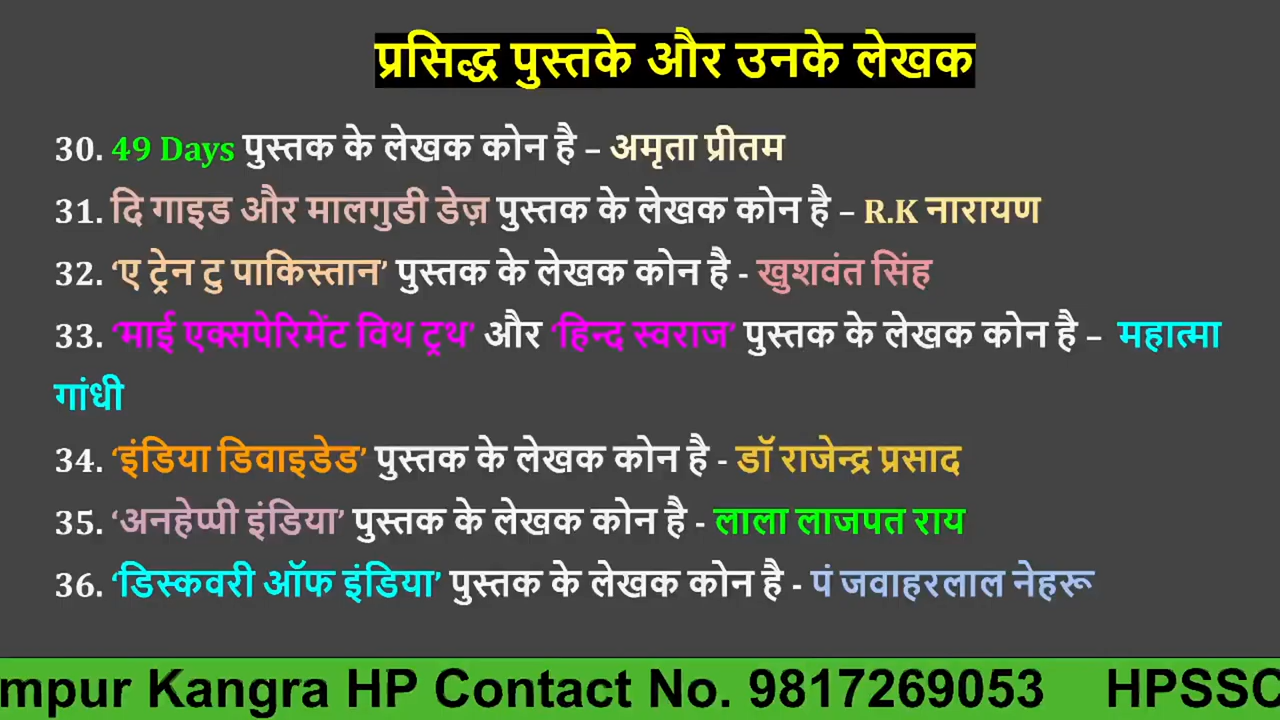 प्रसिद्ध पुस्तके और उनके लेखक
30. 49 Days पुस्तक के लेखक कोन है – अमृता प्रीतम
31. दि गाइड और मालगुडी डेज़ पुस्तक के लेखक कोन है – R.K नारायण
32. ‘ए ट्रेन टु पाकिस्तान’ पुस्तक के लेखक कोन है - खुशवंत सिंह
33. ‘माई एक्सपेरिमेंट विथ ट्रथ’ और ‘हिन्द स्वराज’ पुस्तक के लेखक कोन है – महात्मा
गांधी
34. ‘इंडिया डिवाइडेड’ पुस्तक के लेखक कोन है - डॉ राजेन्द्र प्रसाद
35. ‘अनहेप्पी इंडिया’ पुस्तक के लेखक कोन है - लाला लाजपत राय
36. ‘डिस्कवरी ऑफ इंडिया’ पुस्तक के लेखक कोन है - पं जवाहरलाल नेहरू
mpur Kangra HP Contact No. 9817269053 HPSSC